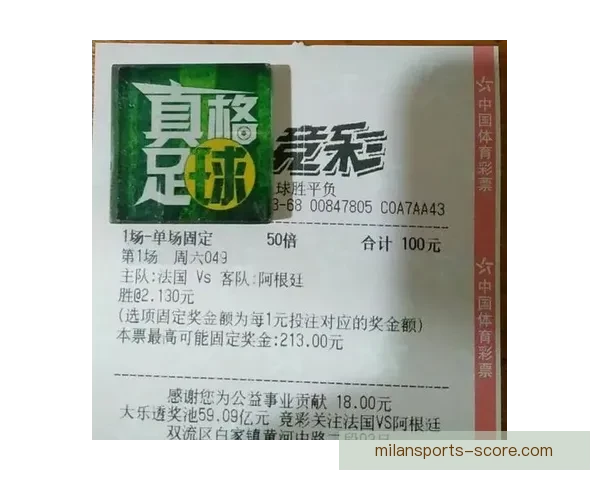 真格
足球
竞彩
球胜平负
3-68 00847805 C0A7AA43
1场-单场固定 50倍 合计 100元
第1场 周六049
主队:法国 Vs 客队:阿根廷
胜@2.130元
(选项固定奖金额为每1元投注对应的奖金额)
本票最高可能固定奖金:213.00元
感谢您为公益事业贡献 18.00元
大乐透奖池59.09亿元 竞彩关注法国VS阿根廷
双流区白家镇黄河中路
中国体育彩票
中国体育彩票
milansports-score.com